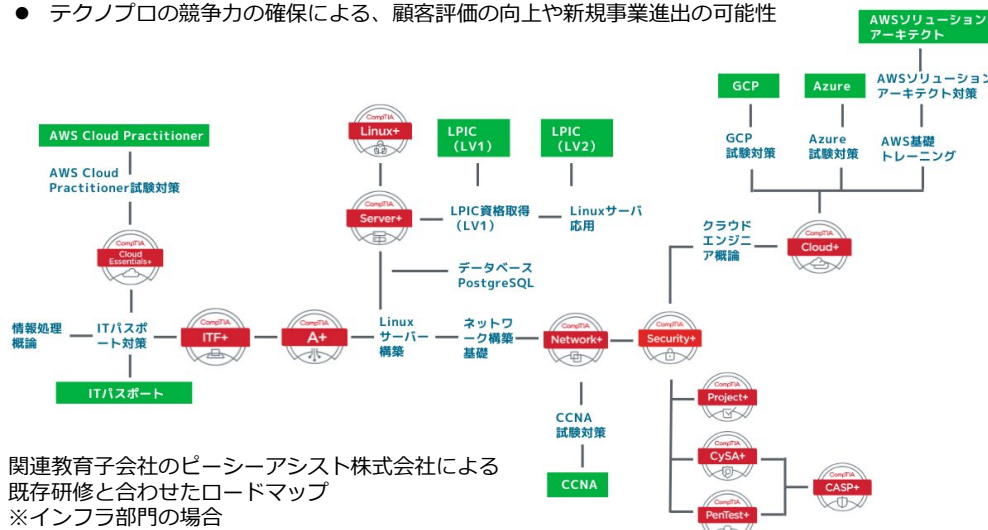 ● テクノプロの競争力の確保による、顧客評価の向上や新規事業進出の可能性
AWSソリューション
アーキテクト
GCP
Azure
AWSソリューション
アーキテクト対策
CompTIA
Linux+
LPIC
(LV1)
LPIC
(LV2)
AWS Cloud Practitioner
GCP
試験対策
Azure
試験対策
AWS基礎
トレーニング
AWS Cloud
Practitioner試験対策
CompTIA
Server+
LPIC資格取得
(LV1)
Linuxサーバ
応用
クラウド
エンジニ
ア概論
CompTIA
Cloud+
CompTIA
Cloud
Essentials+
データベース
PostgreSQL
情報処理
概論
ITパスポ
ート対策
CompTIA
ITF+
CompTIA
A+
Linux
サーバー
構築
ネットワ
ーク構築
基礎
CompTIA
Network+
CompTIA
Security+
ITパスポート
CompTIA
Project+
CCNA
試験対策
CompTIA
CySA+
CCNA
CompTIA
CASP+
CompTIA
PenTest+
関連教育子会社のピーシーアシスト株式会社による
既存研修と合わせたロードマップ
※インフラ部門の場合